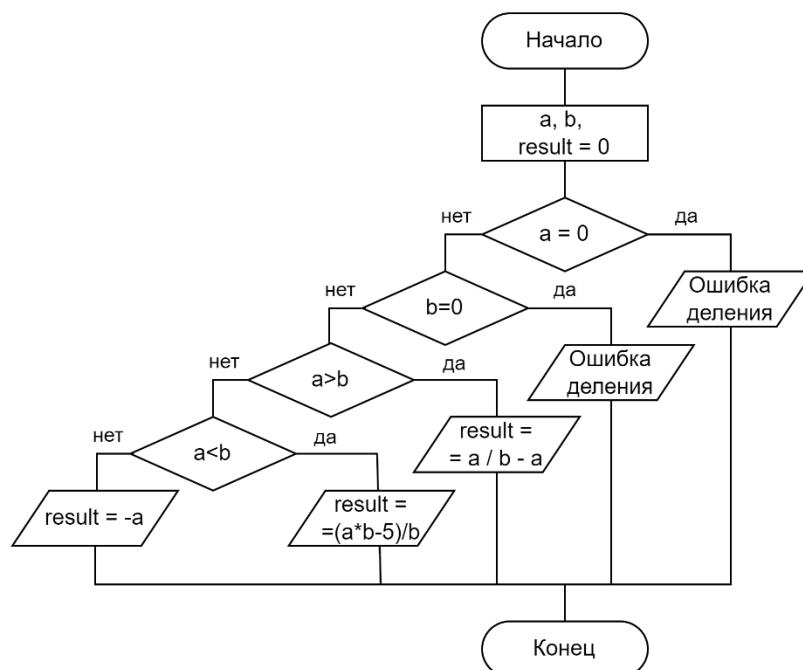 Начало
a, b,
result = 0
нет
да
a = 0
Ошибка
деления
нет
да
b=0
Ошибка
деления
нет
да
a>b
result =
= a / b - a
нет
да
a<b
result = -a
result =
=(a*b-5)/b
Конец